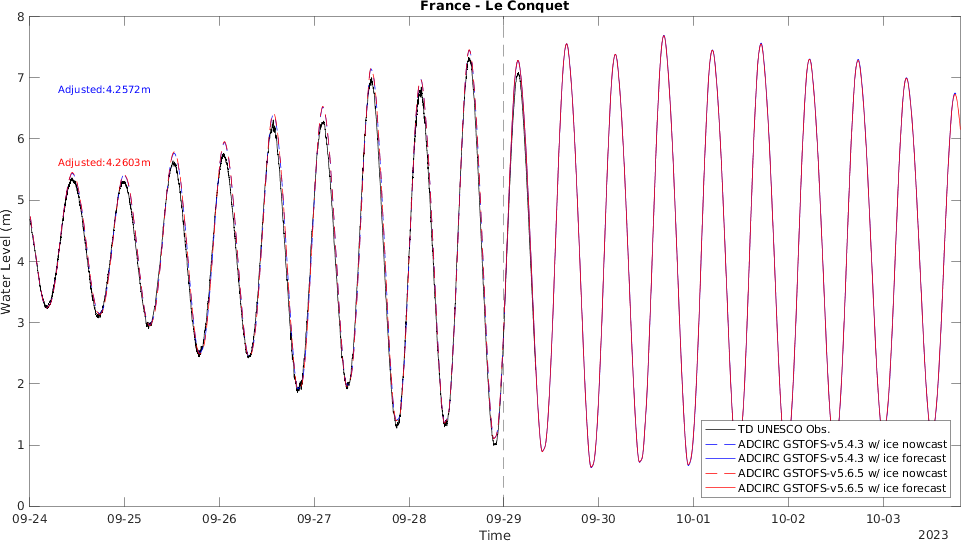 France - Le Conquet
8
7
6
5
4
3
2
1
0
Water Level (m)
Adjusted:4.2572m
Adjusted:4.2603m
TD UNESCO Obs.
ADCIRC GSTOFS-v5.4.3 w/ ice nowcast
ADCIRC GSTOFS-v5.4.3 w/ ice forecast
ADCIRC GSTOFS-v5.6.5 w/ ice nowcast
ADCIRC GSTOFS-v5.6.5 w/ ice forecast
09-24 09-25 09-26 09-27 09-28 09-29 09-30 10-01 10-02 10-03
Time
2023